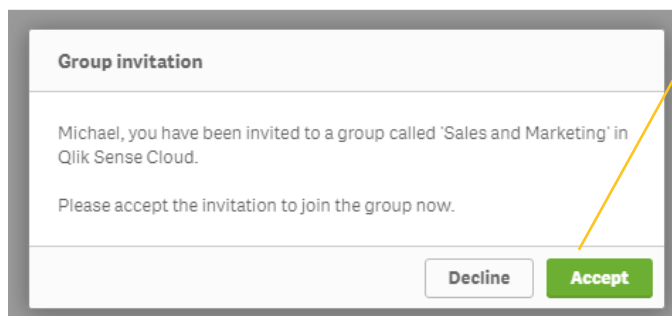 Group invitation
Michael, you have been invited to a group called 'Sales and Marketing' in
Qlik Sense Cloud.
Please accept the invitation to join the group now.
Decline Accept